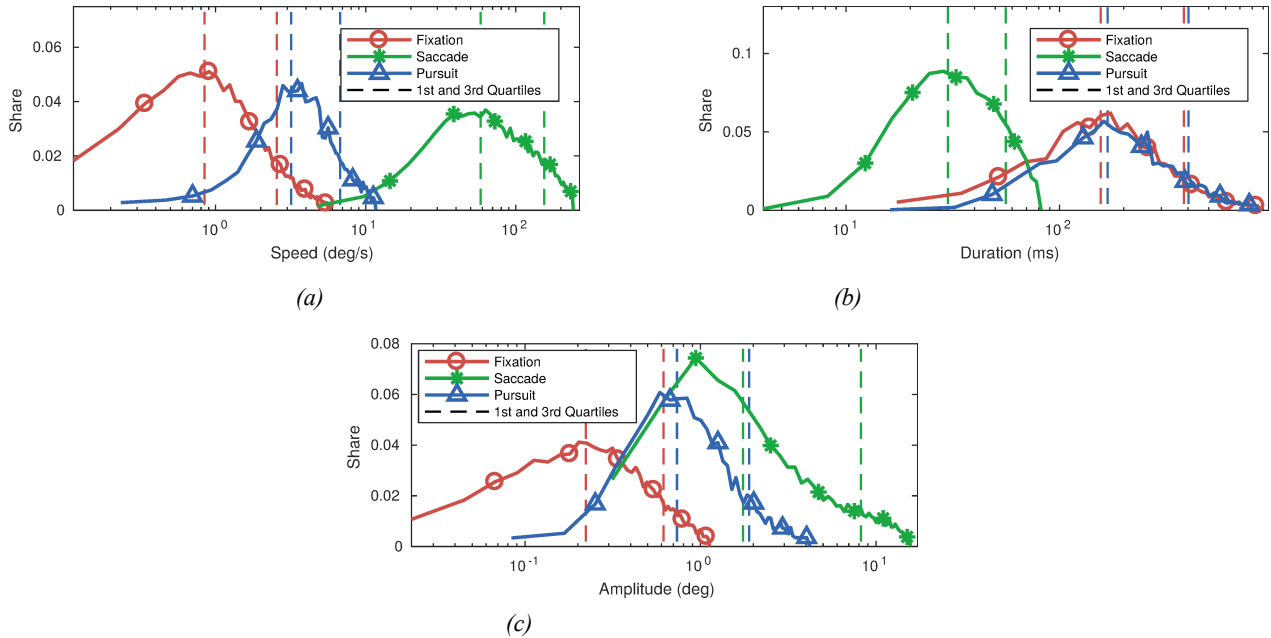 0.06
0.04
0.02
0
Share
Fixation
Saccade
Pursuit
1st and 3rd Quartiles
10^0
10^1
10^2
Speed (deg/s)
(a)
0.1
0.05
0
Share
Fixation
Saccade
Pursuit
1st and 3rd Quartiles
10^1
10^2
Duration (ms)
(b)
0.08
0.06
0.04
0.02
0
Share
Fixation
Saccade
Pursuit
1st and 3rd Quartiles
10^-1
10^0
10^1
Amplitude (deg)
(c)